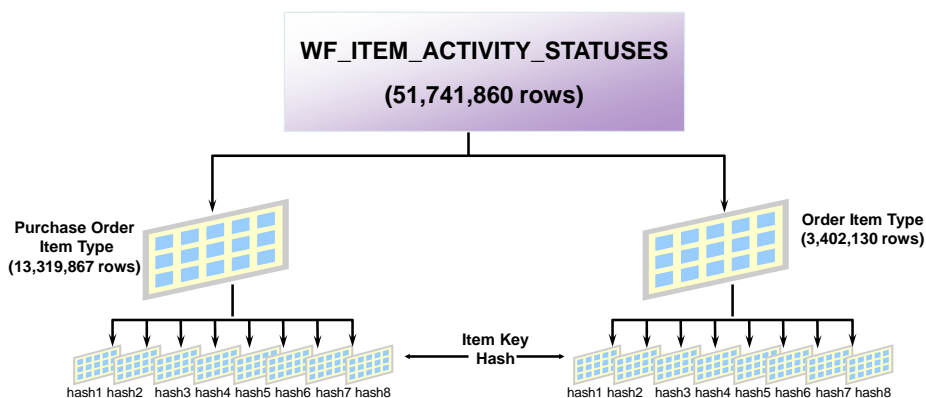 WF_ITEM_ACTIVITY_STATUSES
(51,741,860 rows)
Purchase Order
Item Type
(13,319,867 rows)
Order Item Type
(3,402,130 rows)
Item Key
Hash
hash1 hash2 hash3 hash4 hash5 hash6 hash7 hash8
hash1 hash2 hash3 hash4 hash5 hash6 hash7 hash8